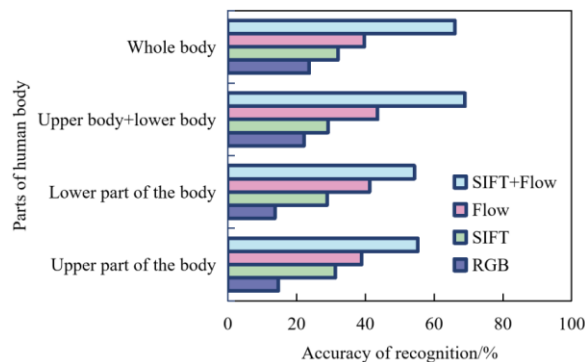 Parts of human body
Whole body
Upper body+lower body
Lower part of the body
Upper part of the body
SIFT+Flow
Flow
SIFT
RGB
0 20 40 60 80 100
Accuracy of recognition/%